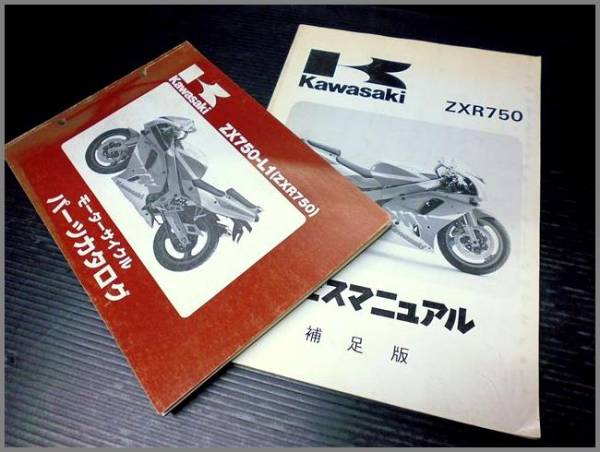 Kawasaki
ZX750-L1(ZXR750)
モーターサイクル
パーツカタログ
Kawasaki
ZXR750
ビスマニュアル
補足版